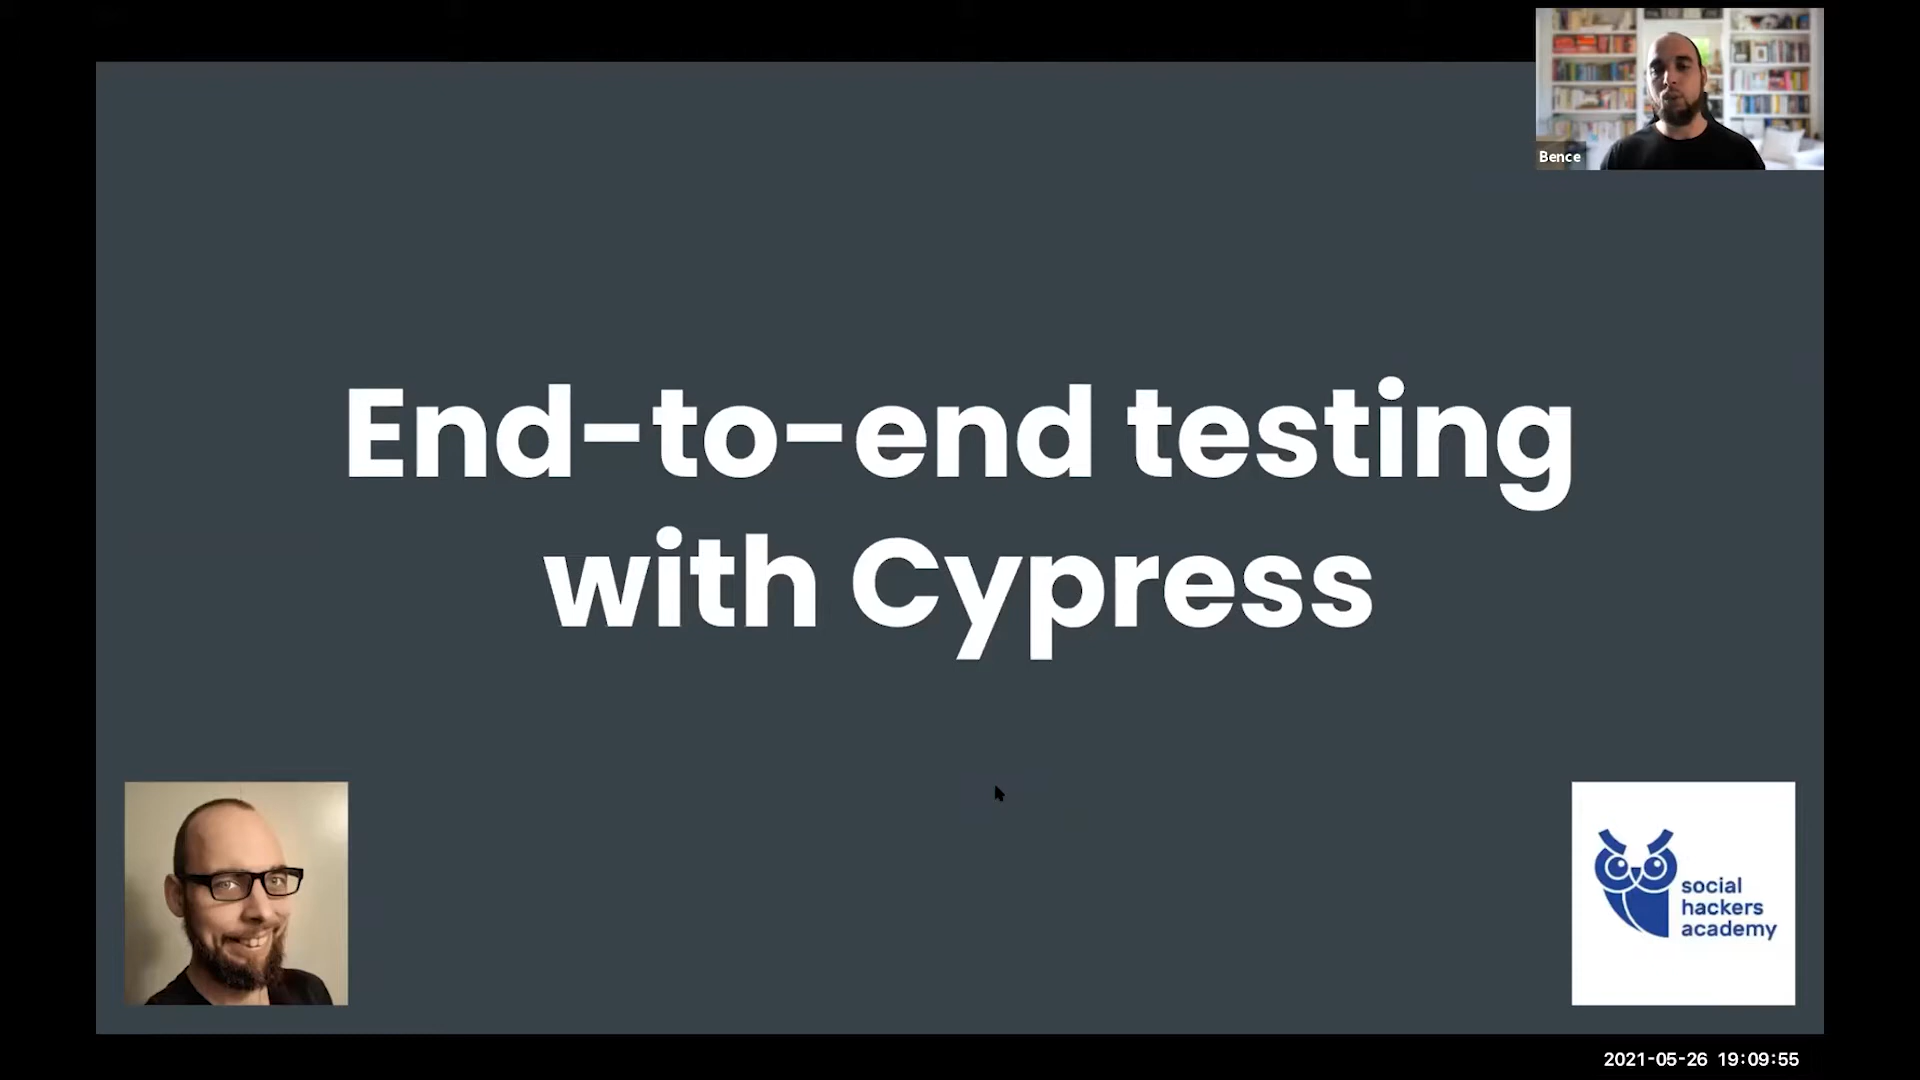 Bence
End-to-end testing
with Cypress
social
hackers
academy
2021-05-26 19:09:55